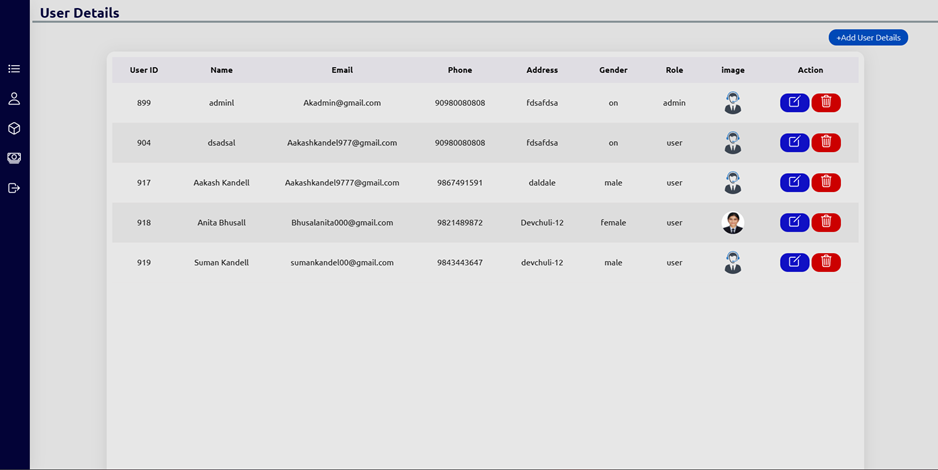 User Details
+Add User Details
User ID Name Email Phone Address Gender Role image Action
899 adminl Akadmin@gmail.com 90980080808 fdsafdsa on admin
904 dsadsal Aakashkandel977@gmail.com 90980080808 fdsafdsa on user
917 Aakash Kandell Aakashkandel9777@gmail.com 9867491591 daldale male user
918 Anita Bhusall Bhusalanita000@gmail.com 9821489872 Devchuli-12 female user
919 Suman Kandell sumankandel00@gmail.com 9843443647 devchuli-12 male user